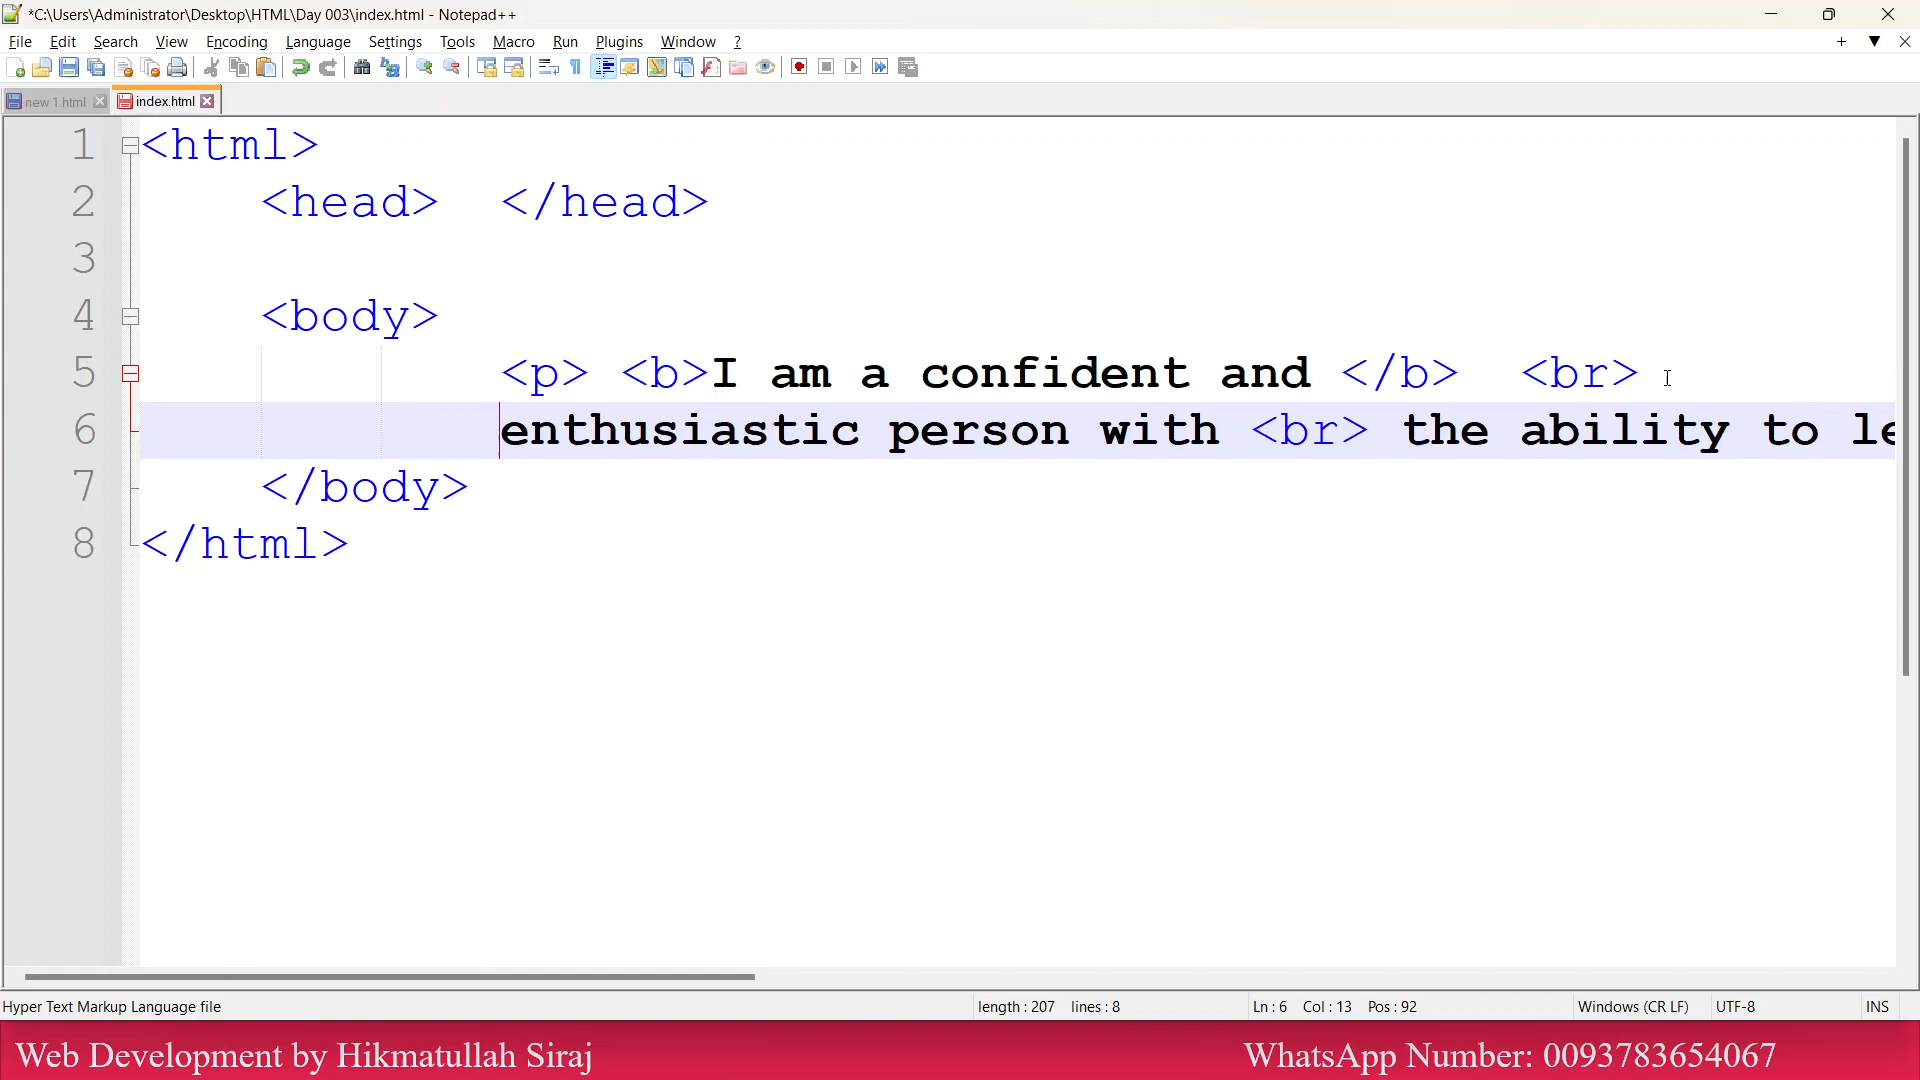 *C:\Users\Administrator\Desktop\HTML\Day 003\index.html - Notepad++
File Edit Search View Encoding Language Settings Tools Macro Run Plugins Window ?
new 1.html index.html
1 <html>
2 <head> </head>
3
4 <body>
5 <p> <b>I am a confident and </b> <br>
6 enthusiastic person with <br> the ability to le
7 </body>
8 </html>
Hyper Text Markup Language file length : 207 lines : 8 Ln : 6 Col : 13 Pos : 92 Windows (CR LF) UTF-8 INS
Web Development by Hikmatullah Siraj WhatsApp Number: 0093783654067